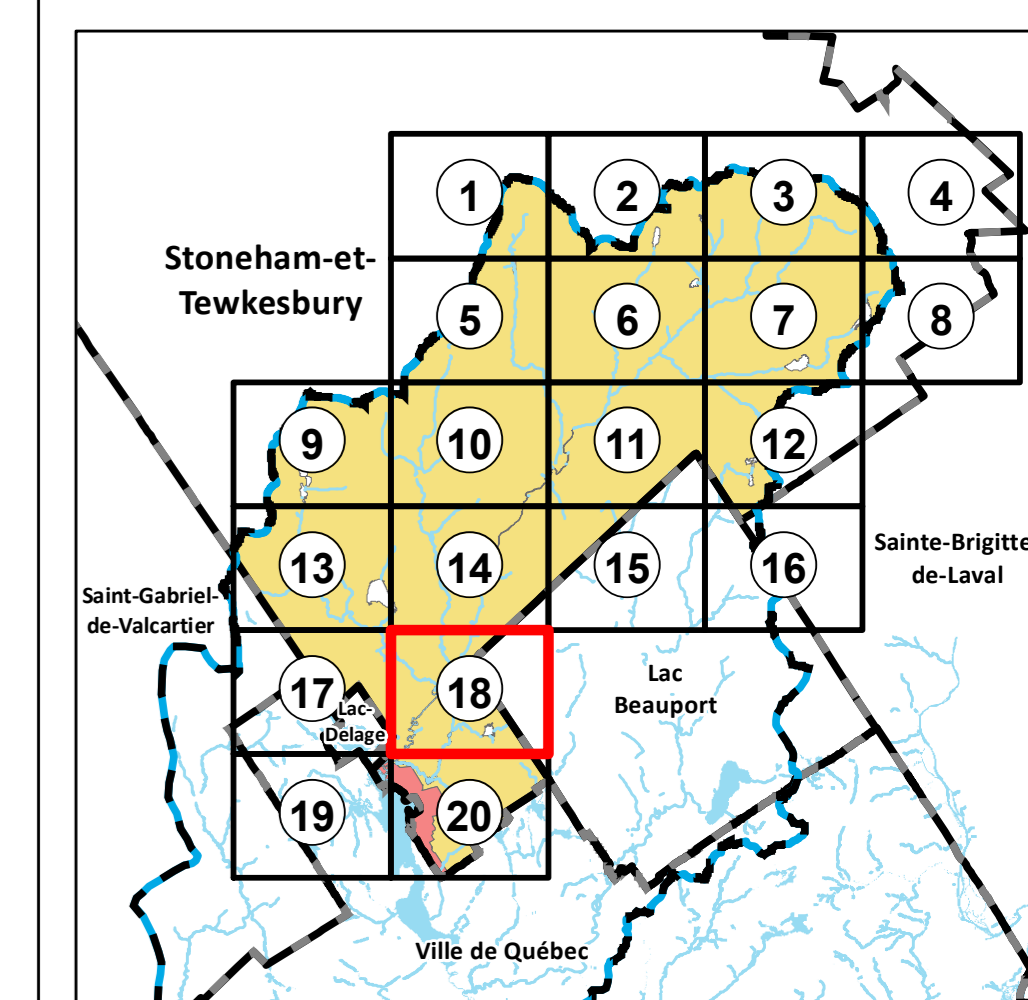 1
2
3
4
Stoneham-et-
Tewkesbury
5
6
7
8
9
10
11
12
13
14
15
16
Sainte-Brigitte
de-Laval
Saint-Gabriel-
de-Valcartier
17
Lac-
Delage
18
Lac
Beauport
19
20
Ville de Québec